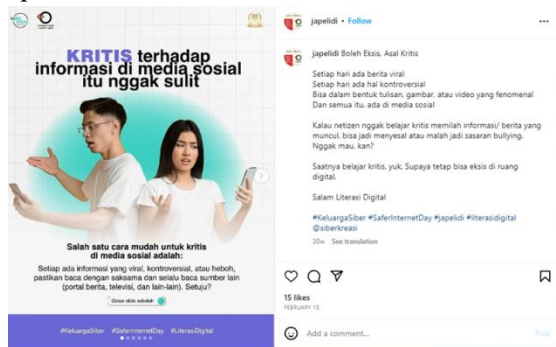 KRITIS terhadap
informasi di media sosial
itu nggak sulit
Salah satu cara mudah untuk kritis
di media sosial adalah:
Setiap ada informasi yang viral, kontroversial, atau heboh,
pastikan baca dengan saksama dan selalu baca sumber lain
(portal berita, televisi, dan lain-lain). Setuju?
Geser slide sebelah
#KeluargaSiber #SaferInternetDay #LiterasiDigital
japelidi • Follow
japelidi Boleh Eksis, Asal Kritis
Setiap hari ada berita viral
Setiap hari ada hal kontroversial
Bisa dalam bentuk tulisan, gambar, atau video yang fenomenal
Dan semua itu, ada di media sosial
Kalau netizen nggak belajar kritis memilah informasi/ berita yang
muncul, bisa jadi menyesal atau malah jadi sasaran bullying.
Nggak mau, kan?
Saatnya belajar kritis, yuk. Supaya tetap bisa eksis di ruang
digital.
Salam Literasi Digital
#KeluargaSiber #SaferInternetDay #japelidi #literasidigital
@siberkreasi
30w See translation
15 likes
FEBRUARY 15
Add a comment...
Post